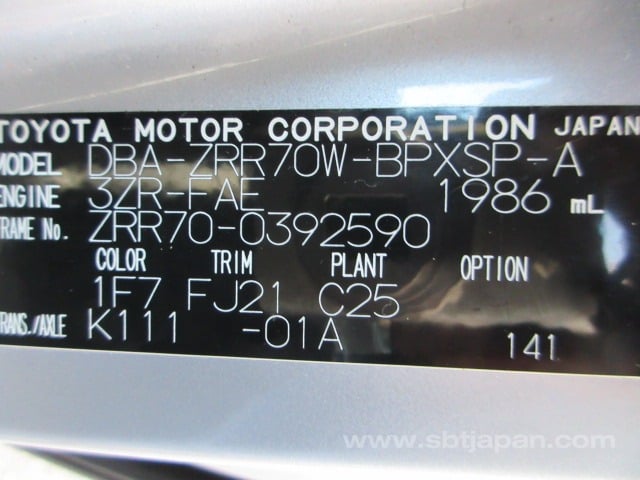 TOYOTA MOTOR CORPORATION JAPAN
MODEL DBA-ZRR70W-BPXSP-A
ENGINE 3ZR-FAE 1986 mL
FRAME No. ZRR70-0392590
COLOR TRIM PLANT OPTION
1F7 FJ21 C25
TRANS./AXLE K111 -01A
141
www.sbtjapan.com